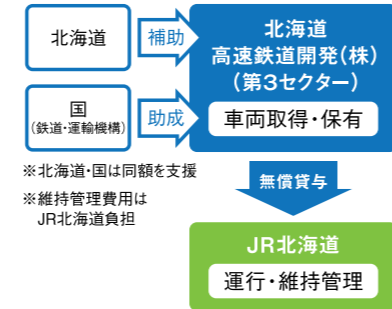 北海道
補助
北海道
高速鉄道開発(株)
(第3セクター)
車両取得・保有
国
(鉄道・運輸機構)
助成
※北海道・国は同額を支援
※維持管理費用は
JR北海道負担
無償貸与
JR北海道
運行・維持管理